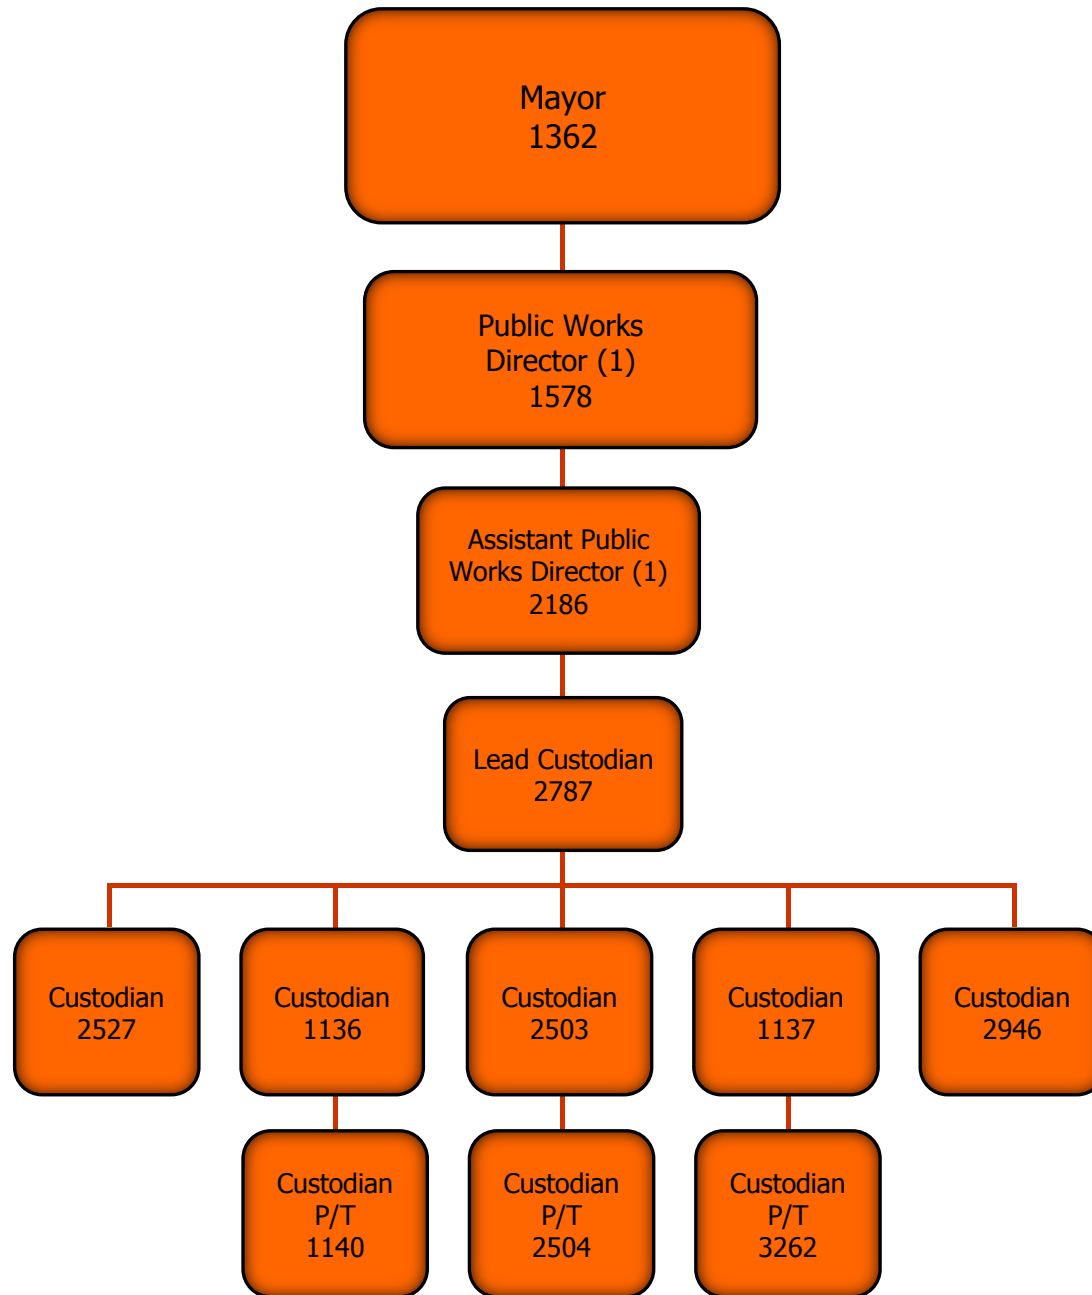 Mayor
1362
Public Works
Director (1)
1578
Assistant Public
Works Director (1)
2186
Lead Custodian
2787
Custodian
2527
Custodian
1136
Custodian
2503
Custodian
1137
Custodian
2946
Custodian
P/T
1140
Custodian
P/T
2504
Custodian
P/T
3262